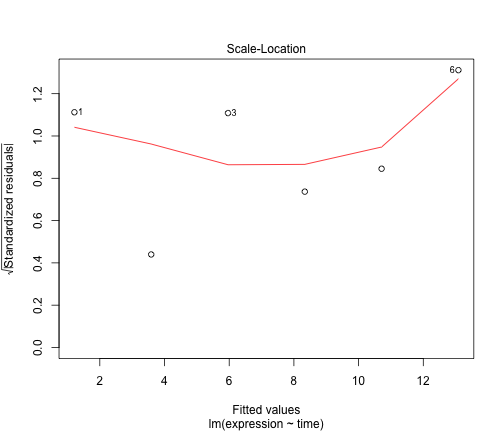 Scale-Location
√|Standardized residuals|
0.0 0.2 0.4 0.6 0.8 1.0 1.2
1
3
6
2 4 6 8 10 12
Fitted values
lm(expression ~ time)